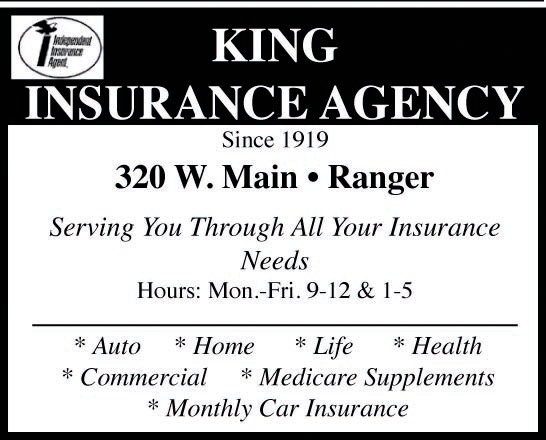 Independent
Insurance
Agent
KING
INSURANCE AGENCY
Since 1919
320 W. Main • Ranger
Serving You Through All Your Insurance
Needs
Hours: Mon.-Fri. 9-12 & 1-5
* Auto * Home * Life * Health
* Commercial * Medicare Supplements
* Monthly Car Insurance